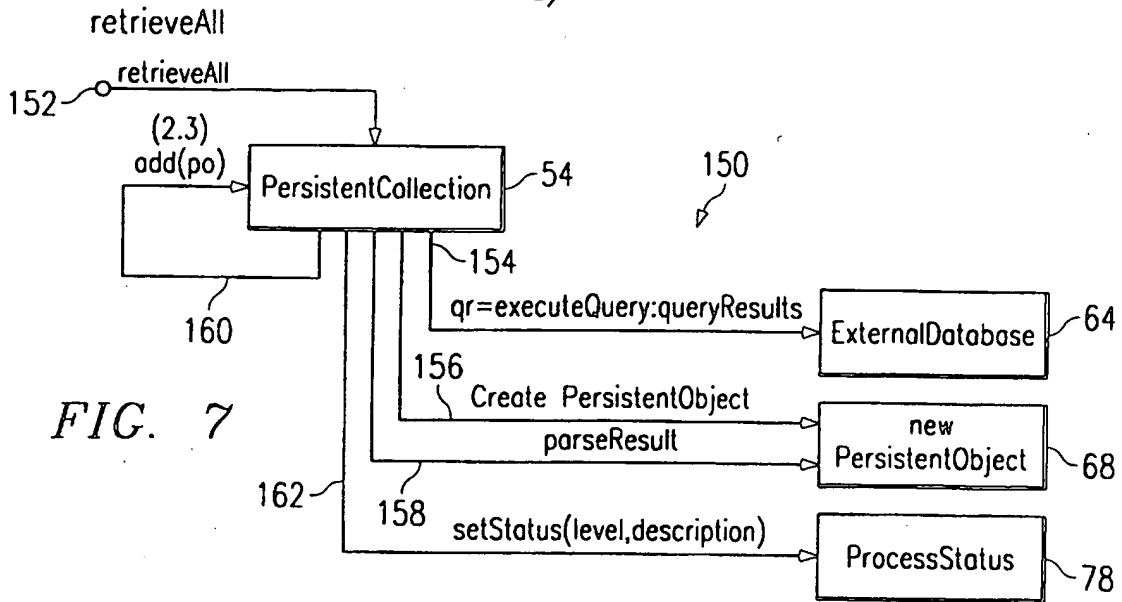 retrieveAll
retrieveAll
152
(2.3)
add(po)
PersistentCollection
54
150
154
160
qr=executeQuery:queryResults
ExternalDatabase
64
156
Create PersistentObject
FIG. 7
parseResult
new
PersistentObject
68
162
158
setStatus(level,description)
ProcessStatus
78